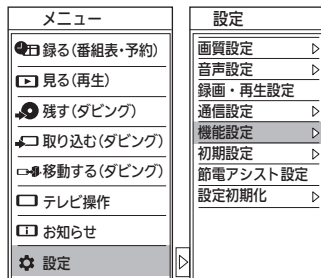 メニュー
録る(番組表・予約)
見る(再生)
残す(ダビング)
取り込む(ダビング)
移動する(ダビング)
テレビ操作
お知らせ
設定
設定
画質設定
音声設定
録画・再生設定
通信設定
機能設定
初期設定
節電アシスト設定
設定初期化